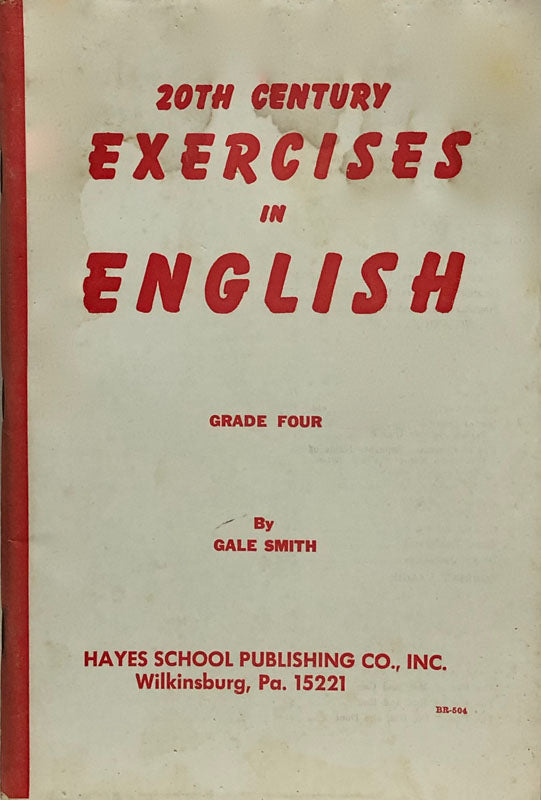 20TH CENTURY
EXERCISES
IN
ENGLISH
GRADE FOUR
By
GALE SMITH
HAYES SCHOOL PUBLISHING CO., INC.
Wilkinsburg, Pa. 15221
BR-504